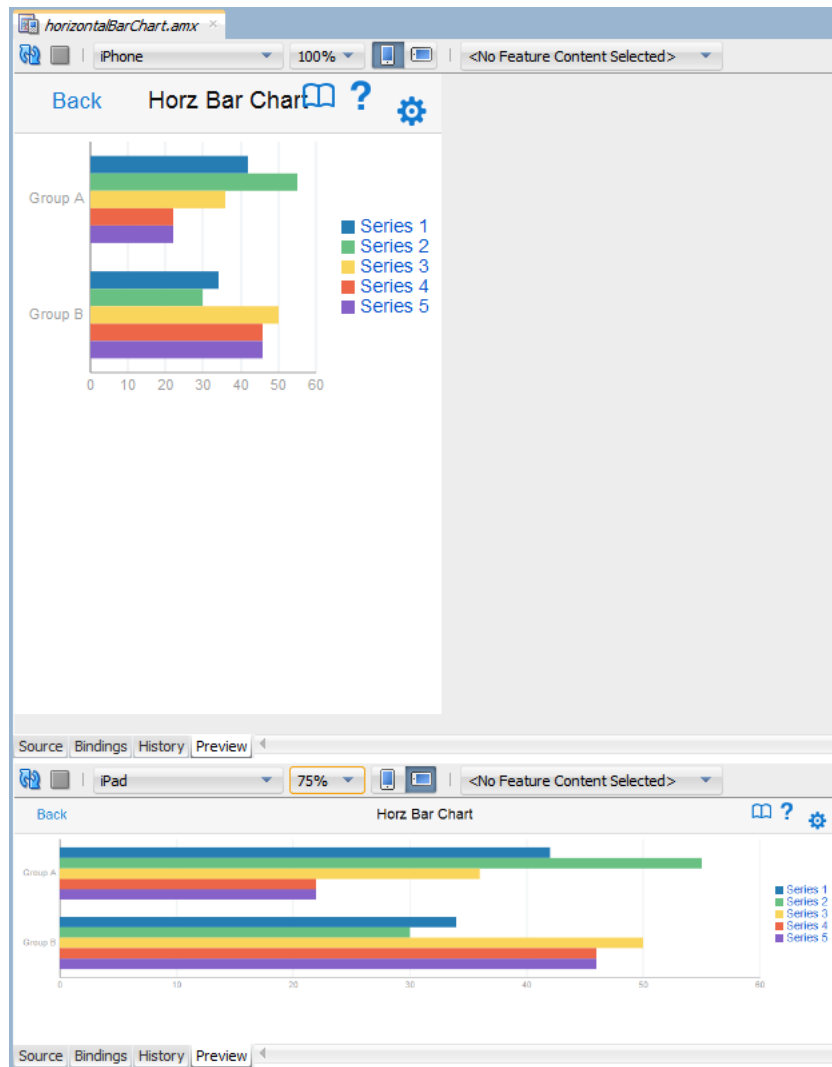 horizontalBarChart.amx ×
iPhone 100% <No Feature Content Selected>
Back Horz Bar Chart ?
Group A
Series 1
Series 2
Series 3
Series 4
Series 5
Group B
0 10 20 30 40 50 60
Source Bindings History Preview
iPad 75% <No Feature Content Selected>
Back Horz Bar Chart ?
Group A
Series 1
Series 2
Series 3
Series 4
Series 5
Group B
0 10 20 30 40 50 60
Source Bindings History Preview